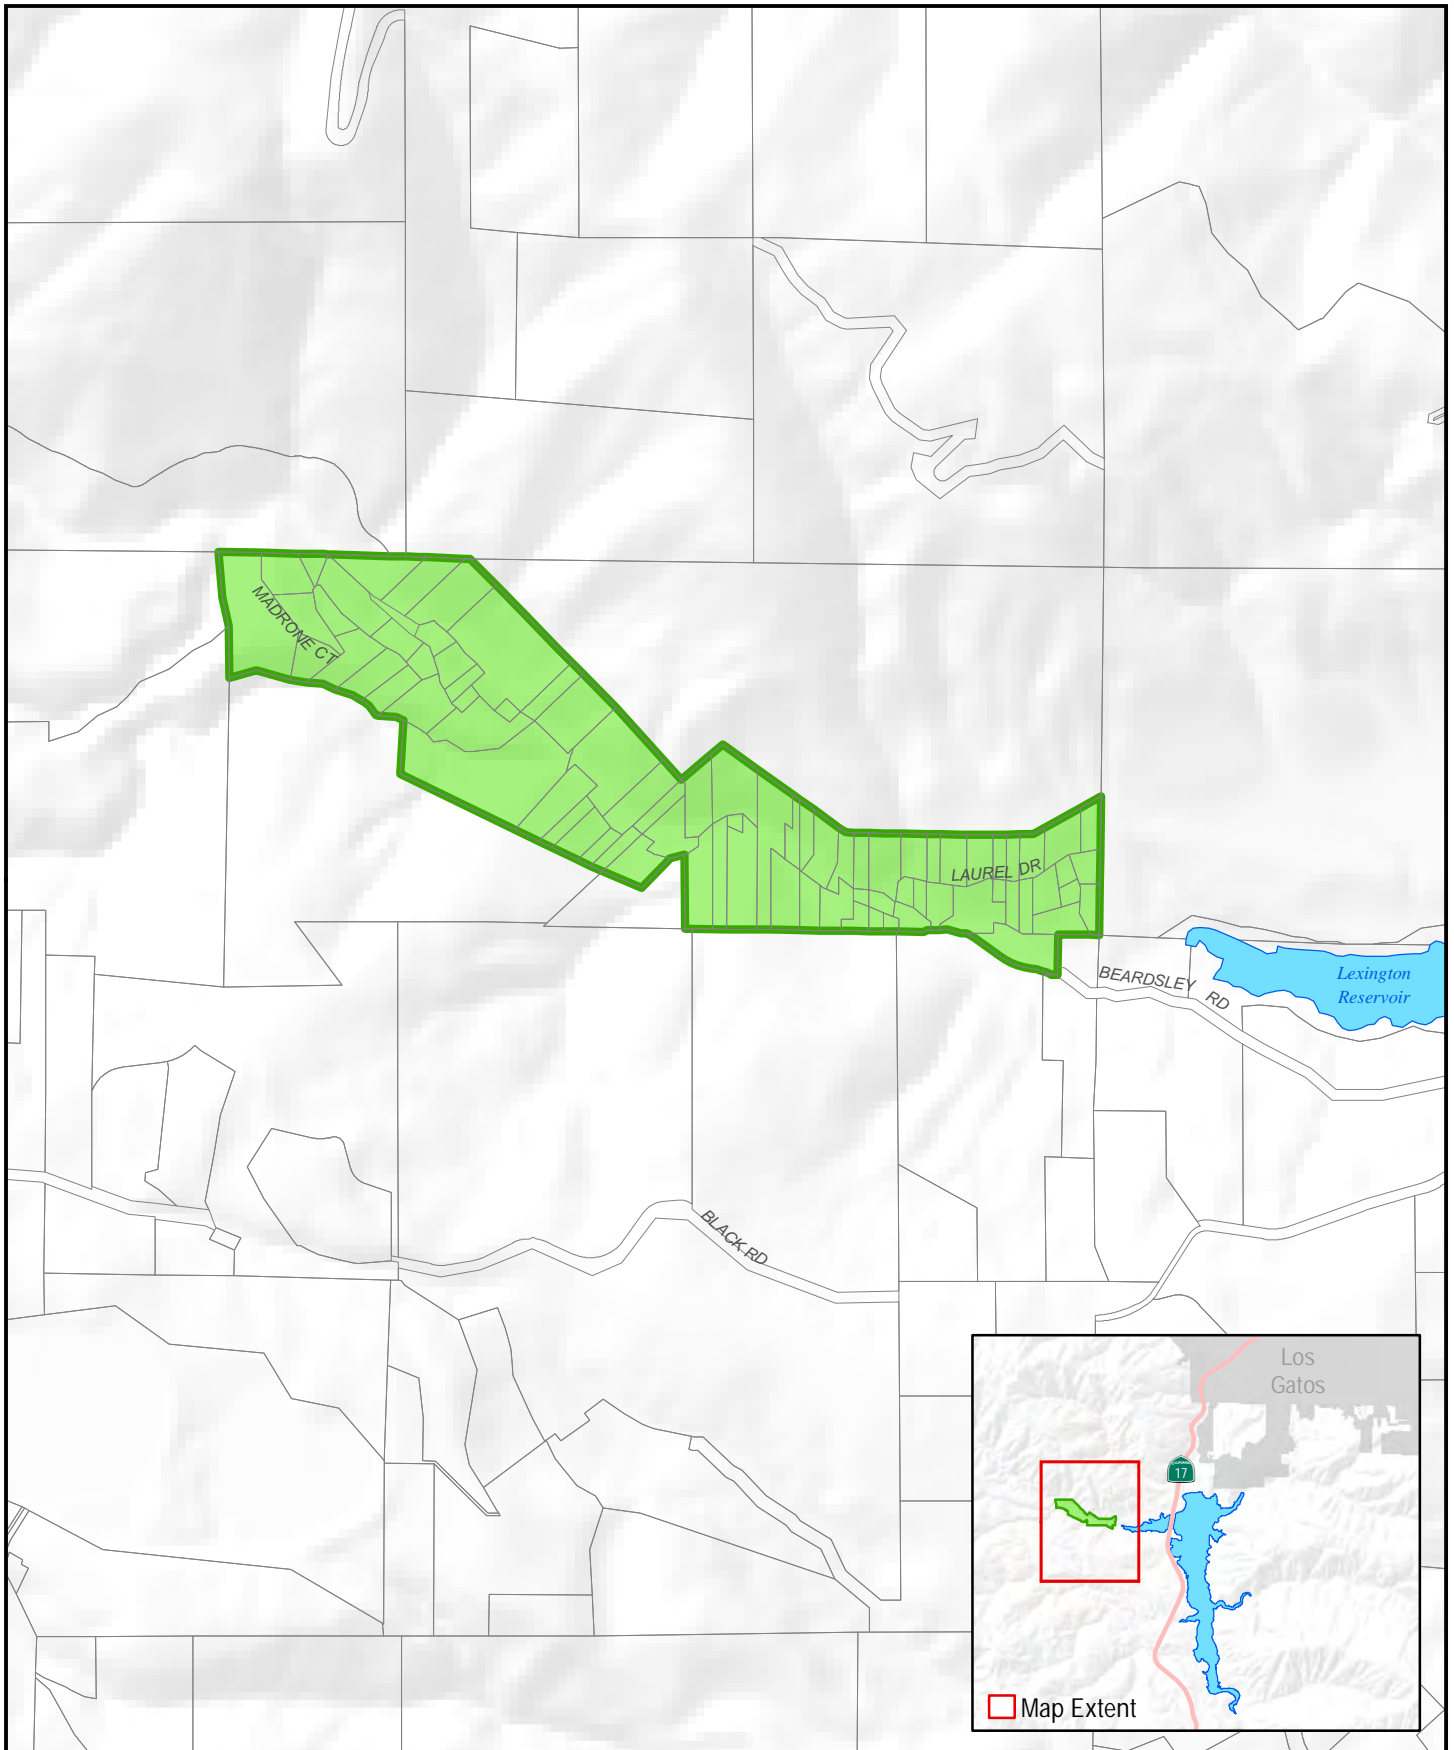 MADRONE CT
LAUREL DR
BEARDSLEY RD
Lexington
Reservoir
BLACK RD
Los
Gatos
17
Map Extent